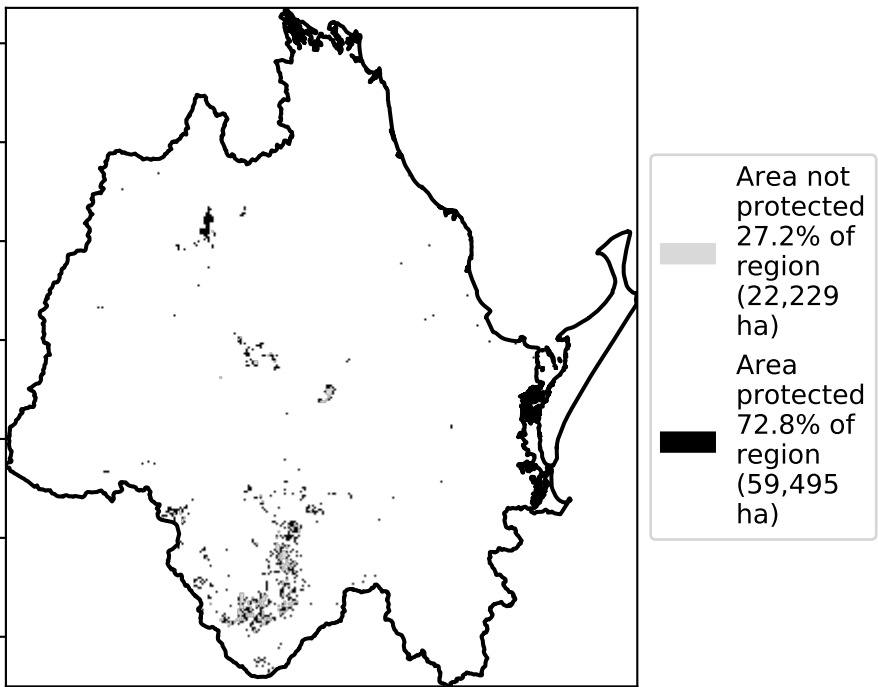 Area not
protected
27.2% of
region
(22,229
ha)
Area
protected
72.8% of
region
(59,495
ha)